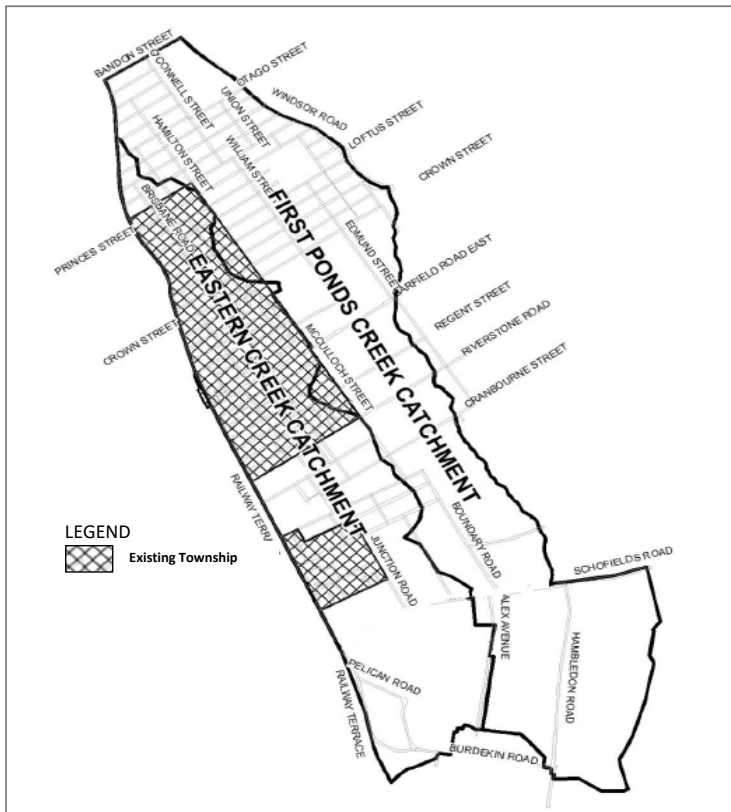 BANDON STREET
O'CONNELL STREET
OTAGO STREET
UNION STREET
WINDSOR ROAD
LOFTUS STREET
HAMILTON STREET
WILLIAM STRE
CROWN STREET
BRISBANE ROAD
FIRST PONDS CREEK CATCHMENT
EDMUND STREET
PRINCES STREET
GARFIELD ROAD EAST
EASTERN CREEK CATCHMENT
REGENT STREET
CROWN STREET
RIVERSTONE ROAD
MCCULLOCH STREET
CRANBOURNE STREET
RAILWAY TERRA
BOUNDARY ROAD
LEGEND
Existing Township
JUNCTION ROAD
SCHOFIELDS ROAD
ALEX AVENUE
HAMBLEDON ROAD
PELICAN ROAD
RAILWAY TERRACE
BURDEKIN ROAD